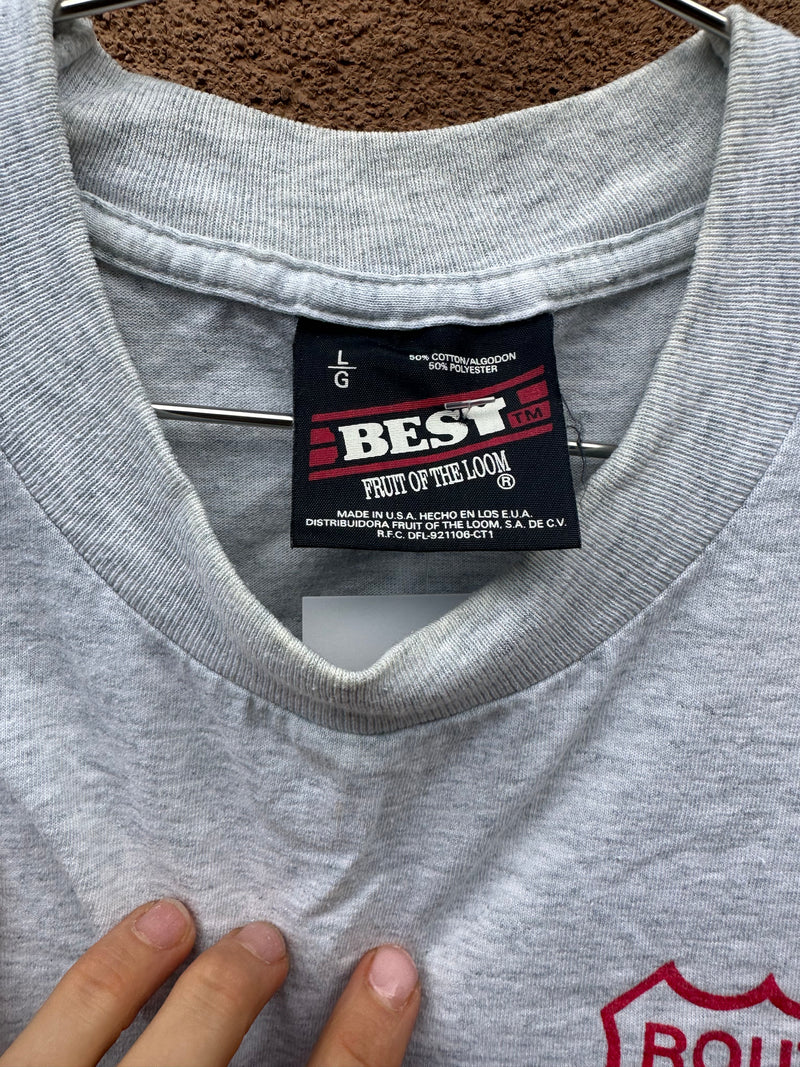 L
G
50% COTTON/ALGODON
50% POLYESTER
BEST TM
FRUIT OF THE LOOM ®
MADE IN U.S.A. HECHO EN LOS E.U.A.
DISTRIBUIDORA FRUIT OF THE LOOM, S.A. DE C.V.
R.F.C. DFL-921106-CT1
ROUT